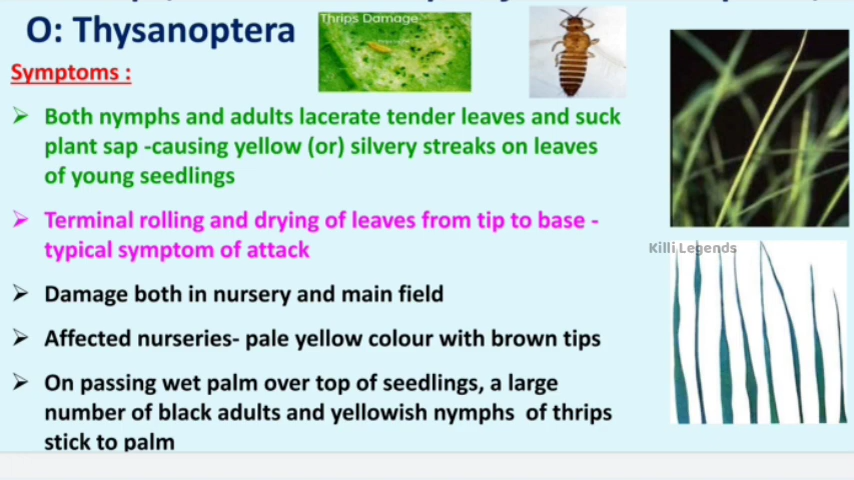 O: Thysanoptera
Thrips Damage
Symptoms :
➢ Both nymphs and adults lacerate tender leaves and suck
plant sap -causing yellow (or) silvery streaks on leaves
of young seedlings
➢ Terminal rolling and drying of leaves from tip to base -
typical symptom of attack
Killi Legends
➢ Damage both in nursery and main field
➢ Affected nurseries- pale yellow colour with brown tips
➢ On passing wet palm over top of seedlings, a large
number of black adults and yellowish nymphs of thrips
stick to palm